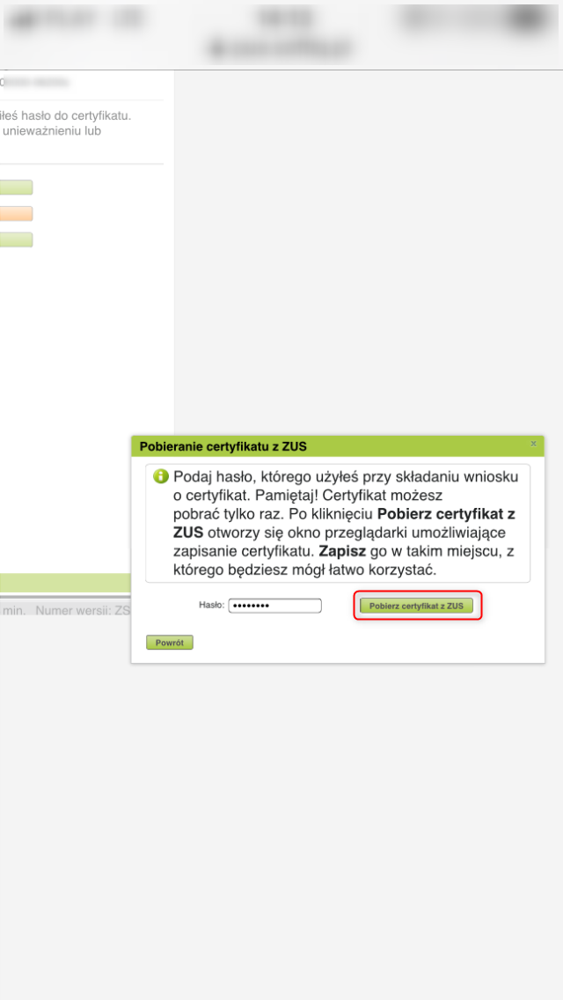 iłeś hasło do certyfikatu.
unieważnieniu lub
Pobieranie certyfikatu z ZUS
x
Podaj hasło, którego użyłeś przy składaniu wniosku
o certyfikat. Pamiętaj! Certyfikat możesz
pobrać tylko raz. Po kliknięciu Pobierz certyfikat z
ZUS otworzy się okno przeglądarki umożliwiające
zapisanie certyfikatu. Zapisz go w takim miejscu, z
którego będziesz mógł łatwo korzystać.
Hasło: •••••••• Pobierz certyfikat z ZUS
min. Numer wersji: ZS
Powrót